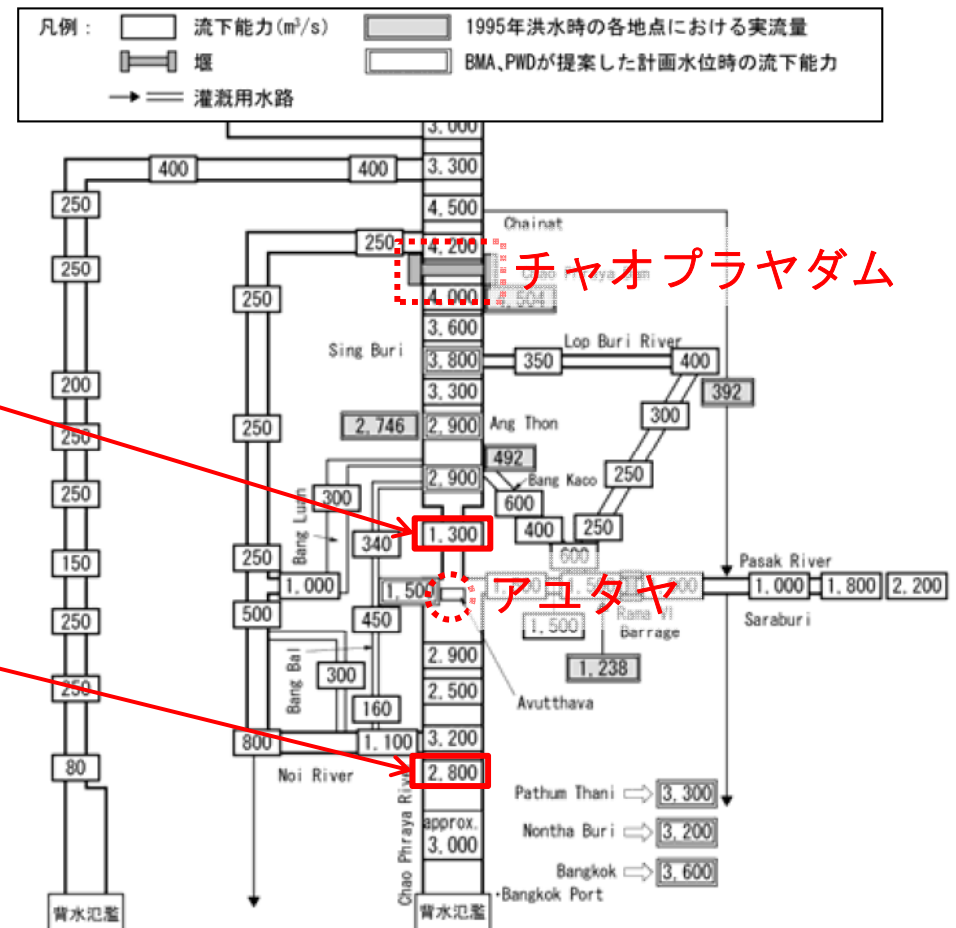 凡例：
流下能力(m³/s)
1995年洪水時の各地点における実流量
堰
BMA、PWDが提案した計画水位時の流下能力
灌漑用水路
3.000
400
400
3.300
250
4.500
Chainat
250
4.200
チャオプラヤダム
250
250
4.000
3.600
Sing Buri
Lop Buri River
3.800
350
400
200
3.300
392
300
250
250
2,746
2.900
Ang Thon
492
2.900
Bang Kaco
250
250
300
600
Bang Luan
1.300
400
250
340
600
150
250
Pasak River
1.000
1,500
アユタヤ
1.000
1.800
2.200
Rama VI
Barrage
Saraburi
250
500
450
1.500
2.900
1,238
Bang Bal
300
250
2.500
Avutthava
160
800
1.100
3.200
80
2.800
Noi River
Chao Phraya River
Pathum Thani
3,300
approx.
3.000
Nontha Buri
3,200
Bangkok
3,600
Bangkok Port
背水氾濫
背水氾濫